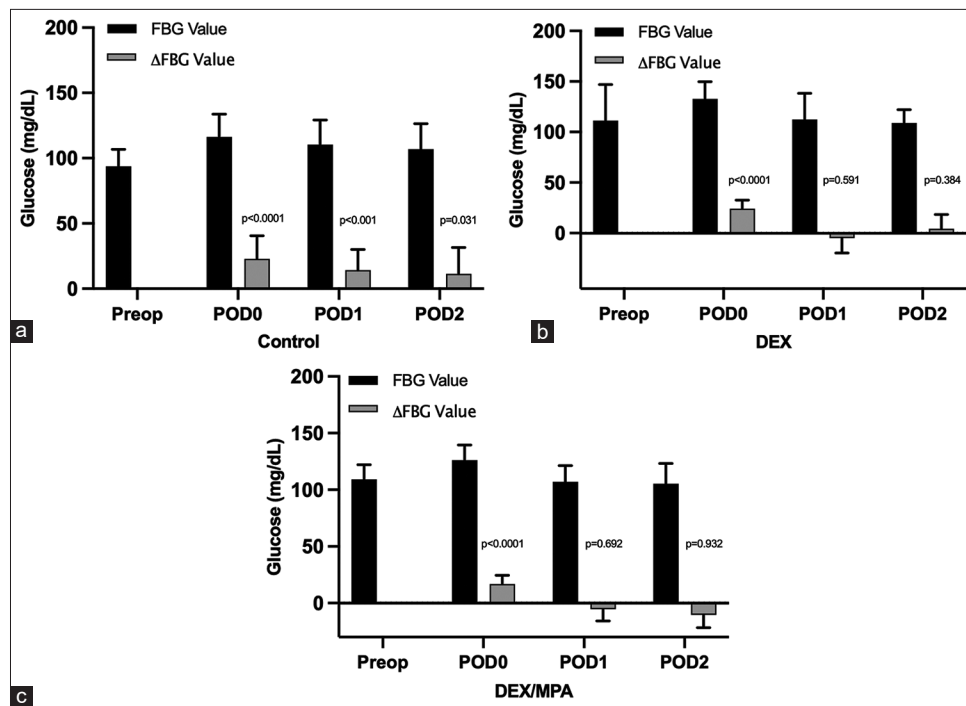 200
150
100
50
0
Glucose (mg/dL)
FBG Value
ΔFBG Value
p<0.0001
p<0.001
p=0.031
Preop POD0 POD1 POD2
Control
a
200
150
100
50
0
Glucose (mg/dL)
FBG Value
ΔFBG Value
p<0.0001
p=0.591
p=0.384
Preop POD0 POD1 POD2
DEX
b
200
150
100
50
0
Glucose (mg/dL)
FBG Value
ΔFBG Value
p<0.0001
p=0.692
p=0.932
Preop POD0 POD1 POD2
DEX/MPA
c